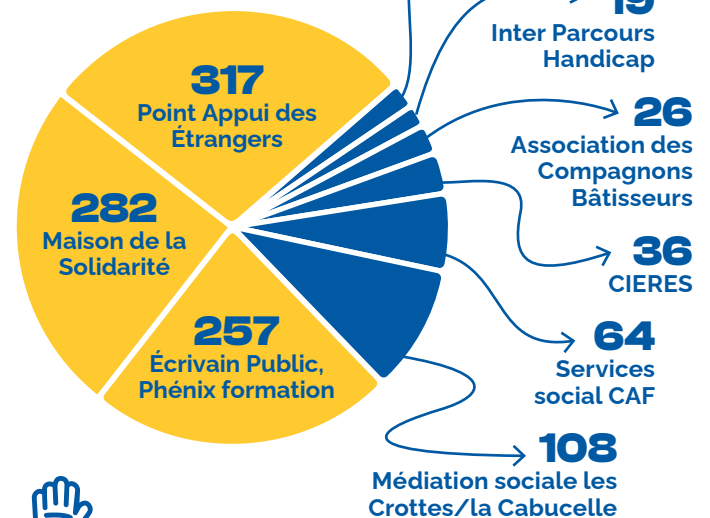 19
Inter Parcours
Handicap
317
Point Appui des
Étrangers
26
Association des
Compagnons
Bâtisseurs
282
Maison de la
Solidarité
36
CIERES
257
Écrivain Public,
Phénix formation
64
Services
social CAF
108
Médiation sociale les
Crottes/la Cabucelle